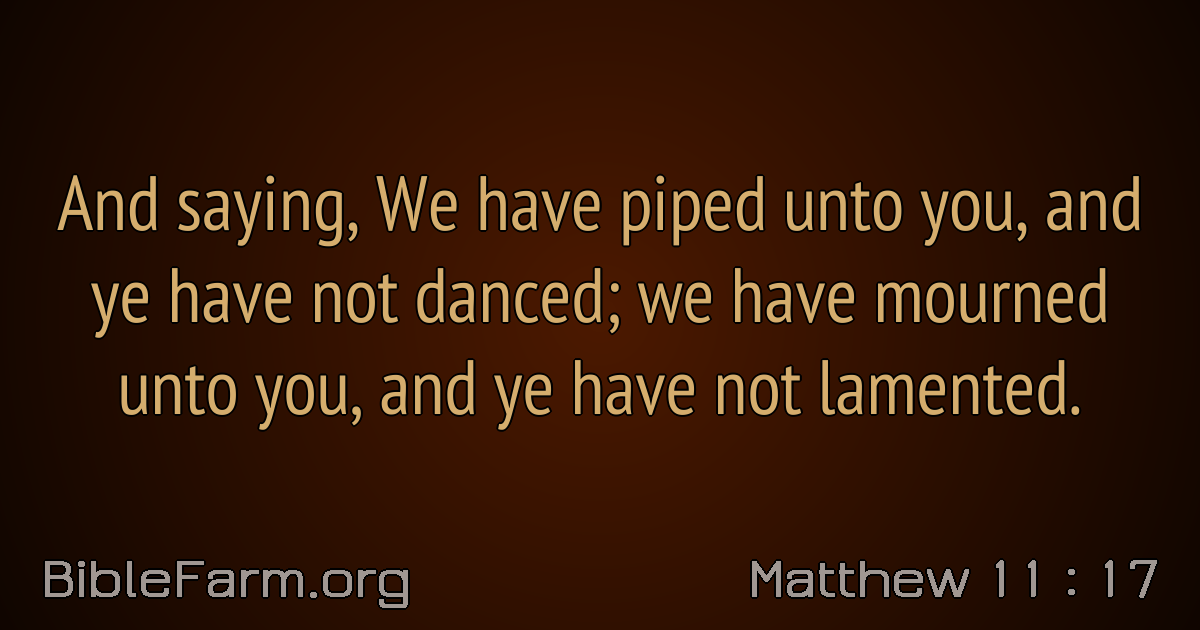 And saying, We have piped unto you, and
ye have not danced; we have mourned
unto you, and ye have not lamented.
BibleFarm.org
Matthew 11 : 17